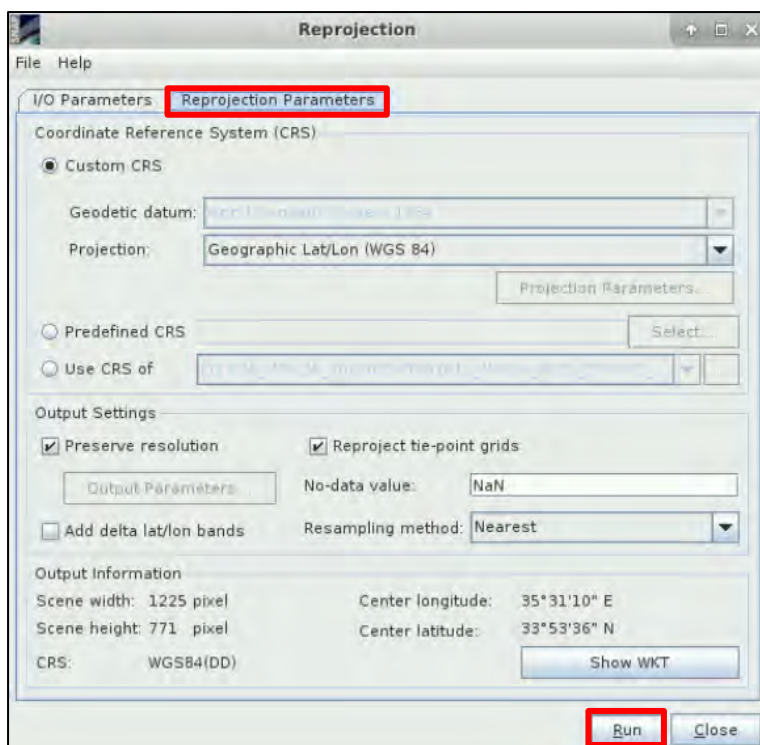 Reprojection
File Help
I/O Parameters Reprojection Parameters
Coordinate Reference System (CRS)
Custom CRS
Geodetic datum: World Geodetic System 1984
Projection: Geographic Lat/Lon (WGS 84)
Projection Parameters...
Predefined CRS Select...
Use CRS of
Output Settings
Preserve resolution Reproject tie-point grids
Output Parameters... No-data value: NaN
Add delta lat/lon bands Resampling method: Nearest
Output Information
Scene width: 1225 pixel Center longitude: 35°31'10" E
Scene height: 771 pixel Center latitude: 33°53'36" N
CRS: WGS84(DD) Show WKT
Run Close